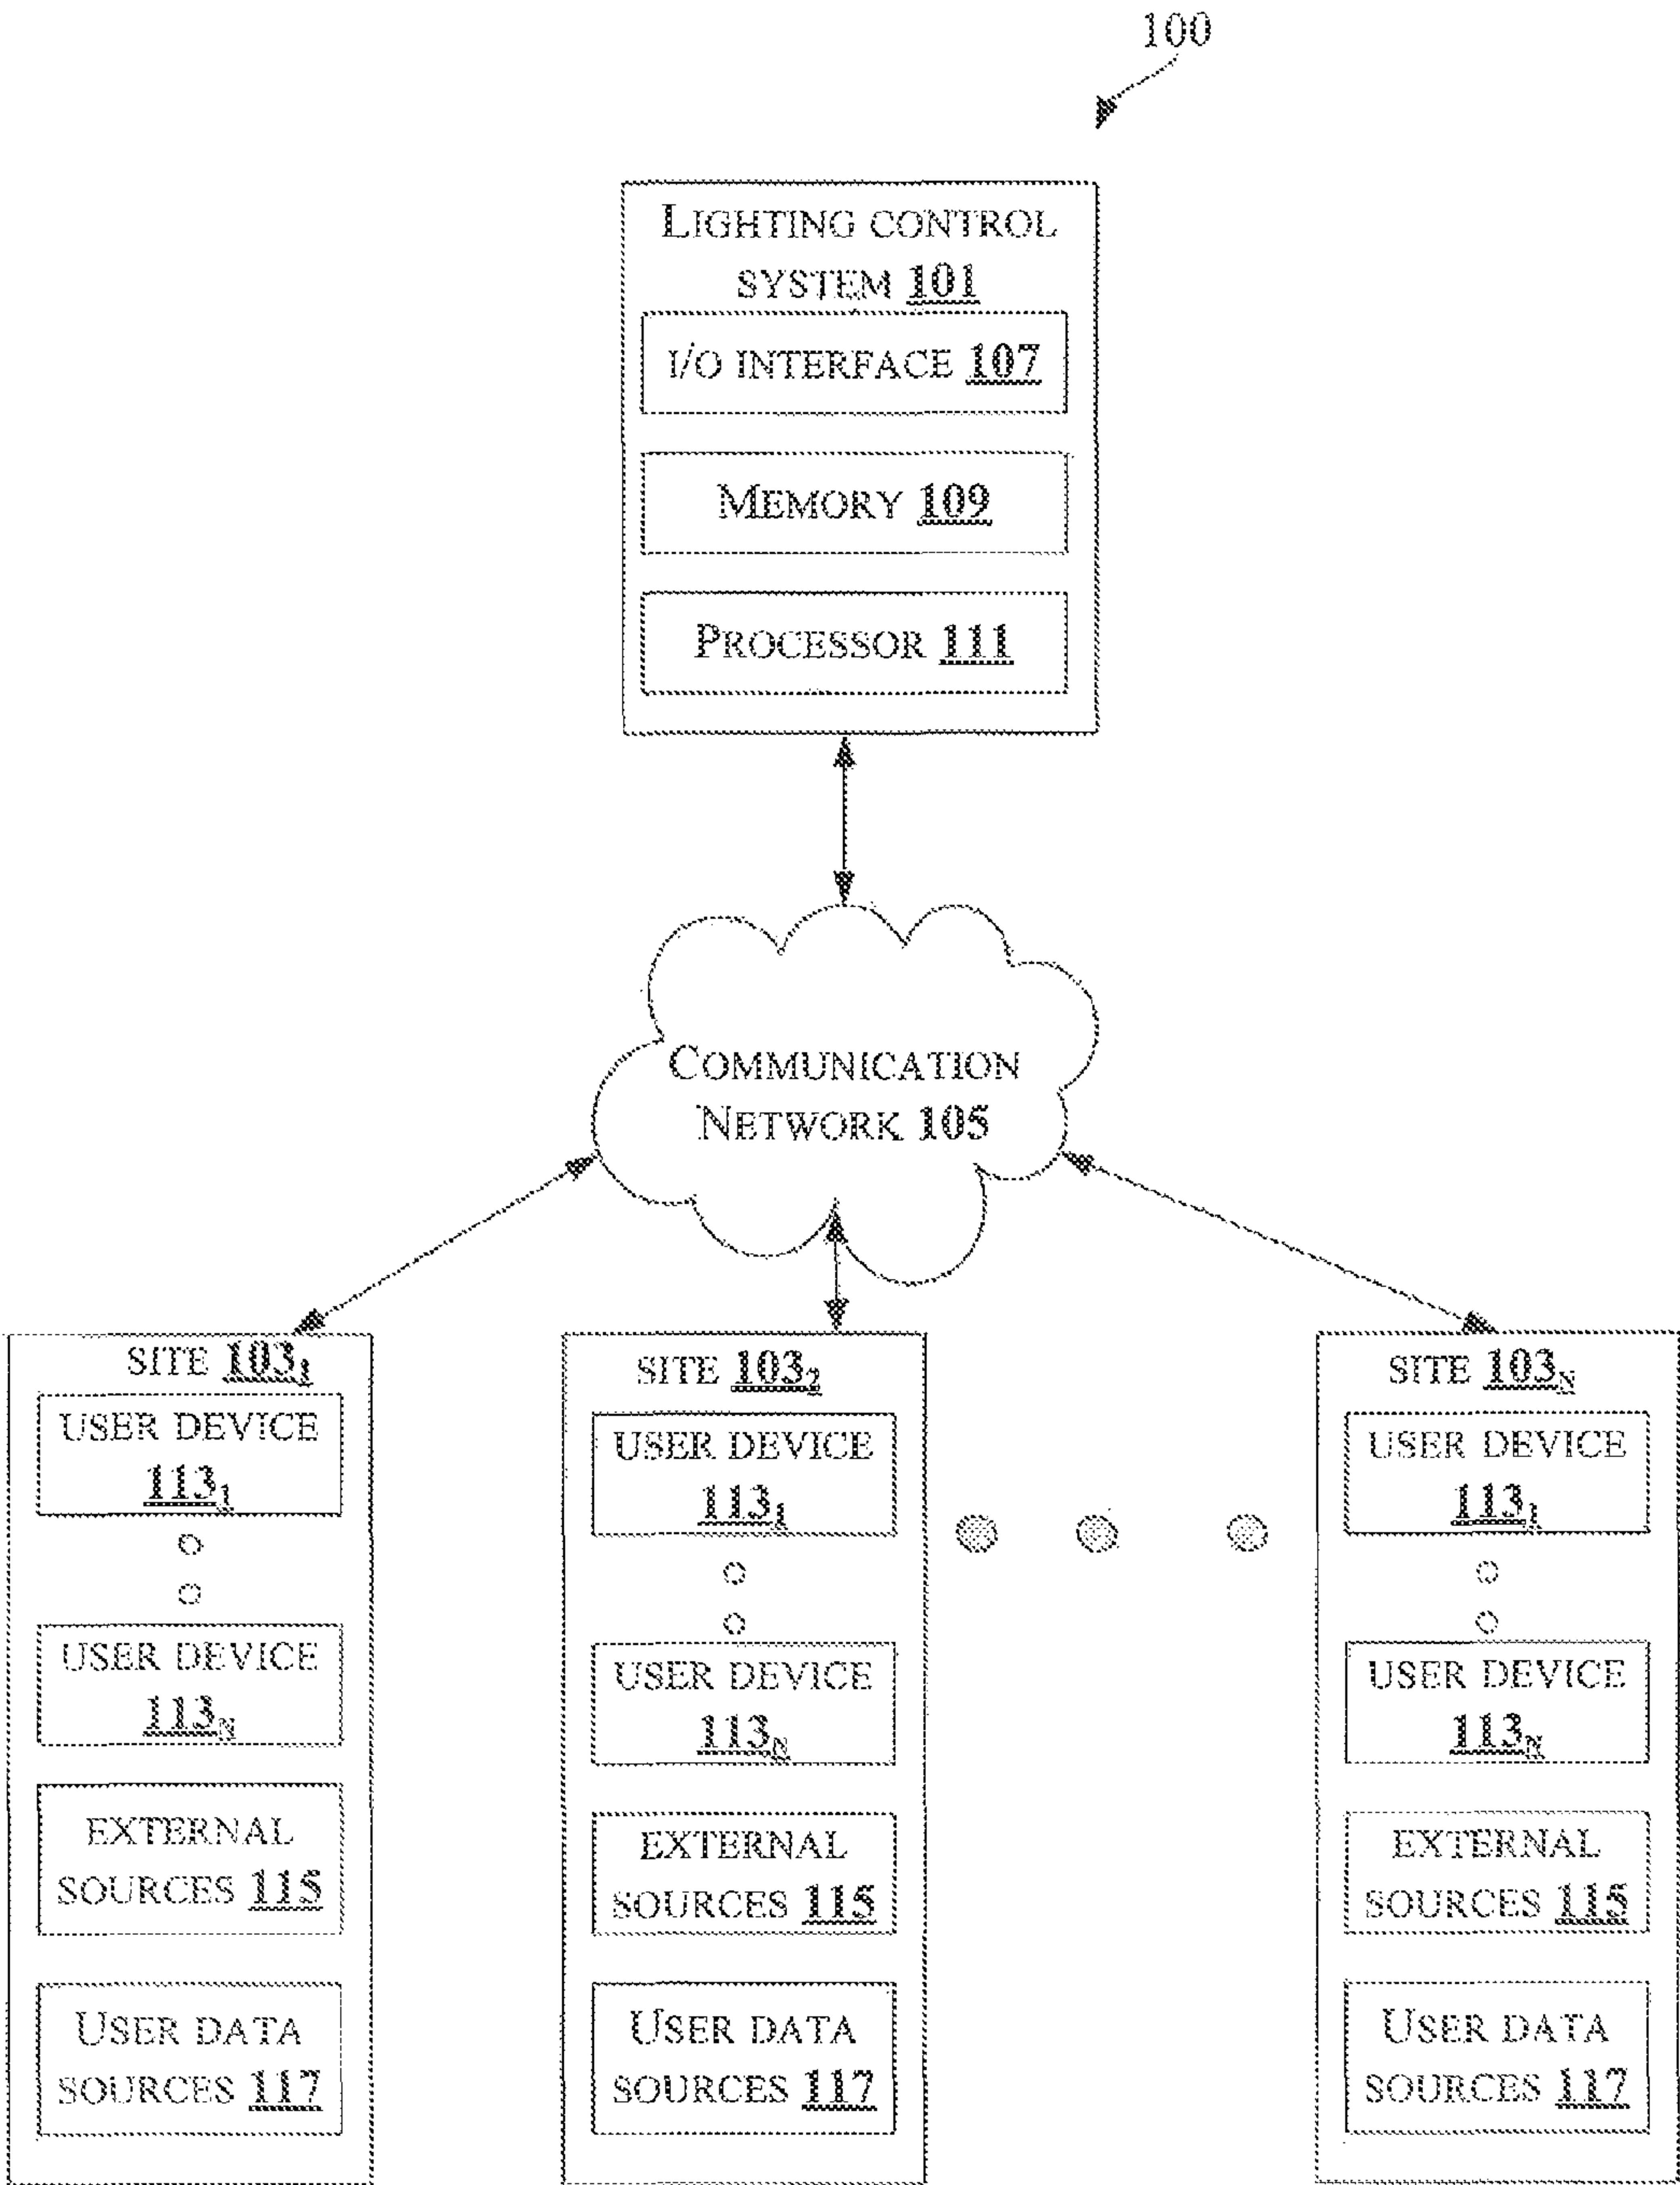 100
LIGHTING CONTROL
SYSTEM 101
I/O INTERFACE 107
MEMORY 109
PROCESSOR 111
COMMUNICATION
NETWORK 105
SITE 103₁
USER DEVICE
113₁
USER DEVICE
113N
EXTERNAL
SOURCES 115
USER DATA
SOURCES 117
SITE 103₂
USER DEVICE
113₁
USER DEVICE
113N
EXTERNAL
SOURCES 115
USER DATA
SOURCES 117
SITE 103N
USER DEVICE
113₁
USER DEVICE
113N
EXTERNAL
SOURCES 115
USER DATA
SOURCES 117